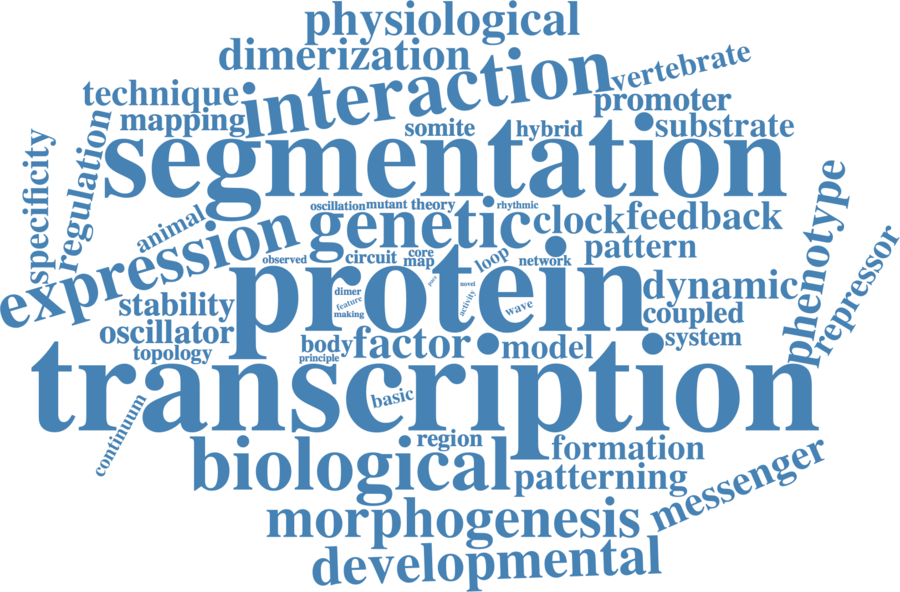 physiological
dimerization
interaction
vertebrate
technique
promoter
mapping
somite
hybrid
substrate
segmentation
specificity
regulation
oscillation
mutant
theory
rhythmic
animal
genetic
clock
feedback
phenotype
expression
pattern
observed
circuit
core
map
loop
network
repressor
protein
dimer
feature
making
novel
activity
wave
dynamic
stability
coupled
oscillator
body
factor
model
system
topology
principle
transcription
basic
continuum
region
formation
biological
patterning
messenger
morphogenesis
developmental